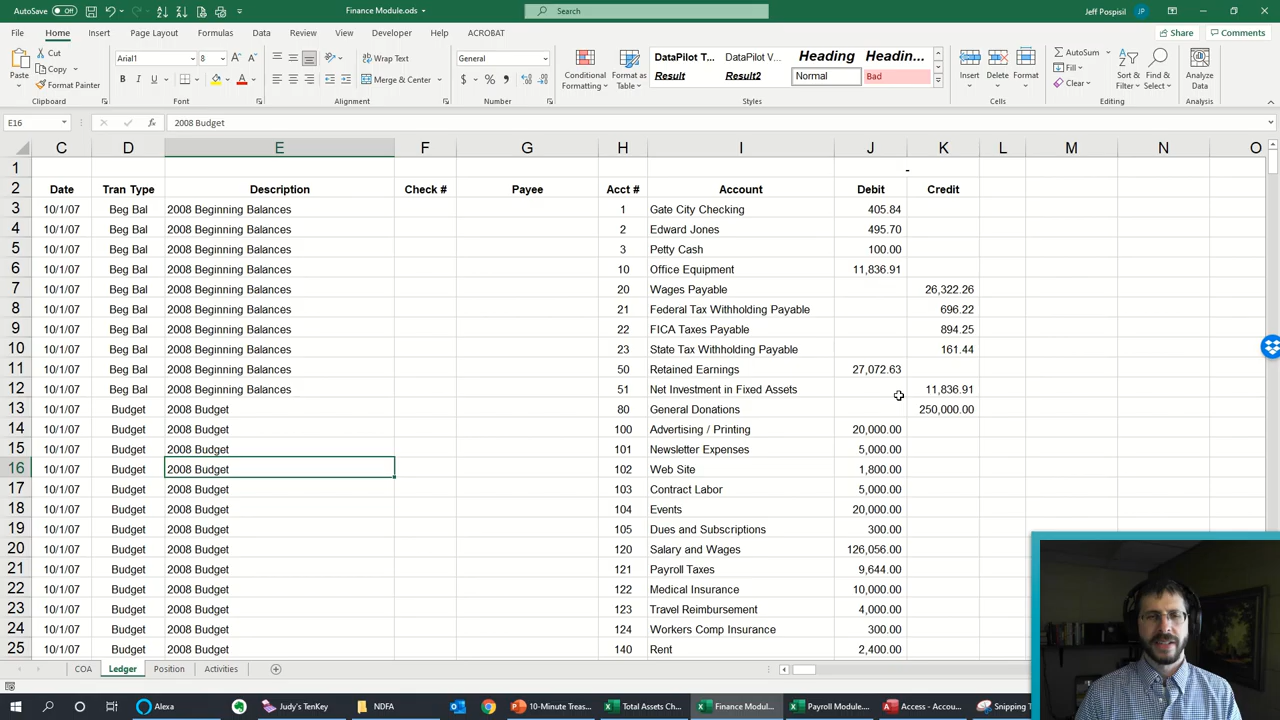 AutoSave Off Finance Module.ods Search Jeff Pospisil JP
File Home Insert Page Layout Formulas Data Review View Developer Help ACROBAT Share Comments
Paste Cut Copy Format Painter Clipboard
Arial1 8 B I U Font
Wrap Text Merge & Center Alignment
General $ % Number
Conditional Formatting Format as Table
DataPilot T... DataPilot V... Heading Headin...
Result Result2 Normal Bad
Styles
Insert Delete Format Cells
AutoSum Fill Clear Sort & Filter Find & Select Editing
Analyze Data Analysis
E16 fx 2008 Budget
C D E F G H I J K L M N O
1 -
2 Date Tran Type Description Check # Payee Acct # Account Debit Credit
3 10/1/07 Beg Bal 2008 Beginning Balances 1 Gate City Checking 405.84
4 10/1/07 Beg Bal 2008 Beginning Balances 2 Edward Jones 495.70
5 10/1/07 Beg Bal 2008 Beginning Balances 3 Petty Cash 100.00
6 10/1/07 Beg Bal 2008 Beginning Balances 10 Office Equipment 11,836.91
7 10/1/07 Beg Bal 2008 Beginning Balances 20 Wages Payable 26,322.26
8 10/1/07 Beg Bal 2008 Beginning Balances 21 Federal Tax Withholding Payable 696.22
9 10/1/07 Beg Bal 2008 Beginning Balances 22 FICA Taxes Payable 894.25
10 10/1/07 Beg Bal 2008 Beginning Balances 23 State Tax Withholding Payable 161.44
11 10/1/07 Beg Bal 2008 Beginning Balances 50 Retained Earnings 27,072.63
12 10/1/07 Beg Bal 2008 Beginning Balances 51 Net Investment in Fixed Assets 11,836.91
13 10/1/07 Budget 2008 Budget 80 General Donations 250,000.00
14 10/1/07 Budget 2008 Budget 100 Advertising / Printing 20,000.00
15 10/1/07 Budget 2008 Budget 101 Newsletter Expenses 5,000.00
16 10/1/07 Budget 2008 Budget 102 Web Site 1,800.00
17 10/1/07 Budget 2008 Budget 103 Contract Labor 5,000.00
18 10/1/07 Budget 2008 Budget 104 Events 20,000.00
19 10/1/07 Budget 2008 Budget 105 Dues and Subscriptions 300.00
20 10/1/07 Budget 2008 Budget 120 Salary and Wages 126,056.00
21 10/1/07 Budget 2008 Budget 121 Payroll Taxes 9,644.00
22 10/1/07 Budget 2008 Budget 122 Medical Insurance 10,000.00
23 10/1/07 Budget 2008 Budget 123 Travel Reimbursement 4,000.00
24 10/1/07 Budget 2008 Budget 124 Workers Comp Insurance 300.00
25 10/1/07 Budget 2008 Budget 140 Rent 2,400.00
COA Ledger Position Activities
Alexa Judy's TenKey NDFA 10-Minute Treas... Total Assets Ch... Finance Modul... Payroll Module.... Access - Accou... Snipping T